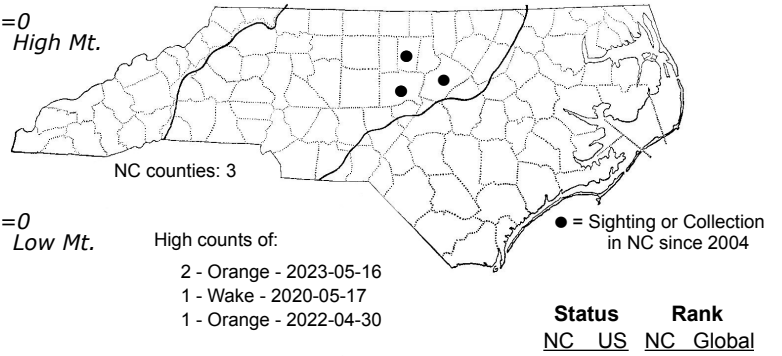 =0
High Mt.
NC counties: 3
=0
Low Mt.
High counts of:
2 - Orange - 2023-05-16
1 - Wake - 2020-05-17
1 - Orange - 2022-04-30
● = Sighting or Collection
in NC since 2004
Status Rank
NC US NC Global